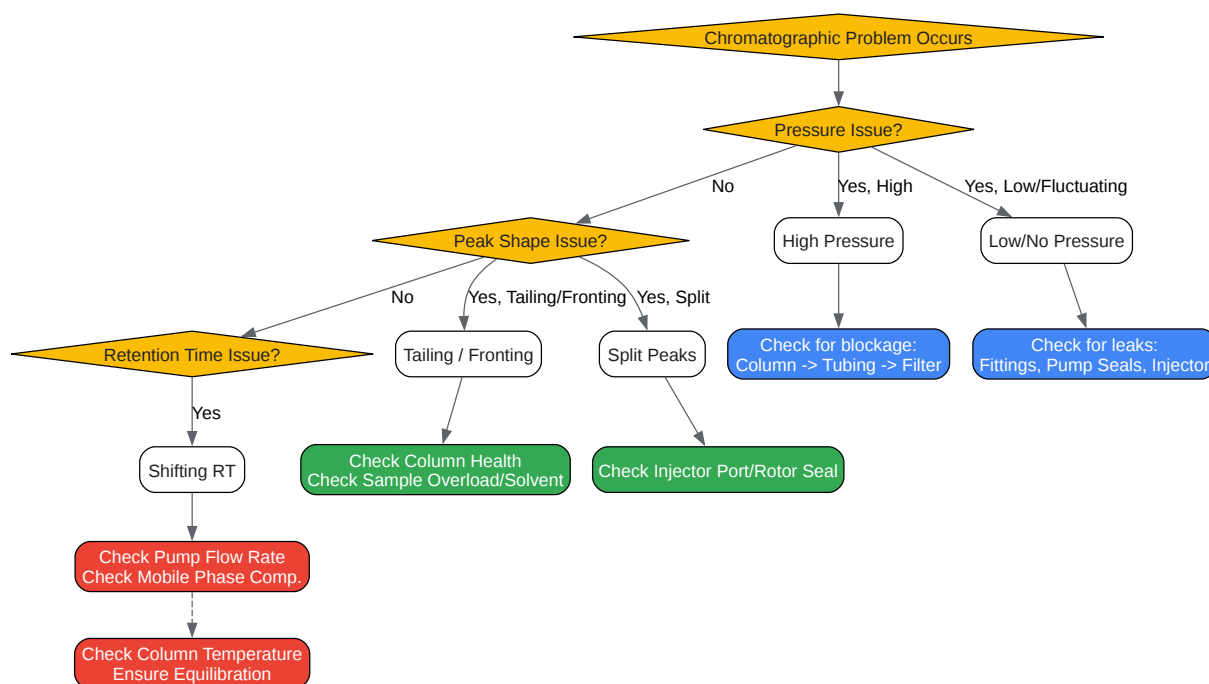 Chromatographic Problem Occurs
Pressure Issue?
No
Yes, High
Yes, Low/Fluctuating
Peak Shape Issue?
High Pressure
Low/No Pressure
No
Yes, Tailing/Fronting
Yes, Split
Retention Time Issue?
Tailing / Fronting
Split Peaks
Check for blockage:
Column -> Tubing -> Filter
Check for leaks:
Fittings, Pump Seals, Injector
Yes
Shifting RT
Check Column Health
Check Sample Overload/Solvent
Check Injector Port/Rotor Seal
Check Pump Flow Rate
Check Mobile Phase Comp.
Check Column Temperature
Ensure Equilibration